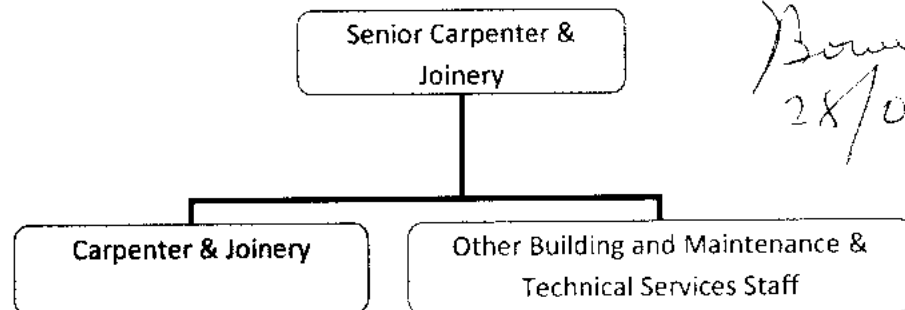 Senior Carpenter &
Joinery
28/0
Carpenter & Joinery
Other Building and Maintenance &
Technical Services Staff